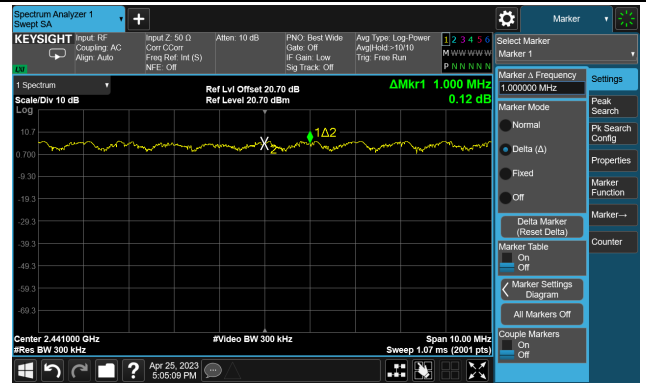 Spectrum Analyzer 1
Swept SA
Marker
KEYSIGHT
Input: RF
Coupling: AC
Align: Auto
Input Z: 50 Ω
Corr CCorr
Freq Ref: Int (S)
NFE: Off
Atten: 10 dB
PNO: Best Wide
Gate: Off
IF Gain: Low
Sig Track: Off
Avg Type: Log-Power
Avg|Hold:>10/10
Trig: Free Run
1 2 3 4 5 6
M W W W W W
P N N N N N
LXI
Select Marker
Marker 1
1 Spectrum
Scale/Div 10 dB
Log
Ref Lvl Offset 20.70 dB
Ref Level 20.70 dBm
ΔMkr1 1.000 MHz
0.12 dB
10.7
0.700
-9.30
-19.3
-29.3
-39.3
-49.3
-59.3
-69.3
1Δ2
2
Center 2.441000 GHz
#Res BW 300 kHz
#Video BW 300 kHz
Span 10.00 MHz
Sweep 1.07 ms (2001 pts)
Marker Δ Frequency
1.000000 MHz
Marker Mode
Normal
Delta (Δ)
Fixed
Off
Delta Marker
(Reset Delta)
Marker Table
On
Off
Marker Settings
Diagram
All Markers Off
Couple Markers
On
Off
Settings
Peak
Search
Pk Search
Config
Properties
Marker
Function
Marker→
Counter
Apr 25, 2023
5:05:09 PM